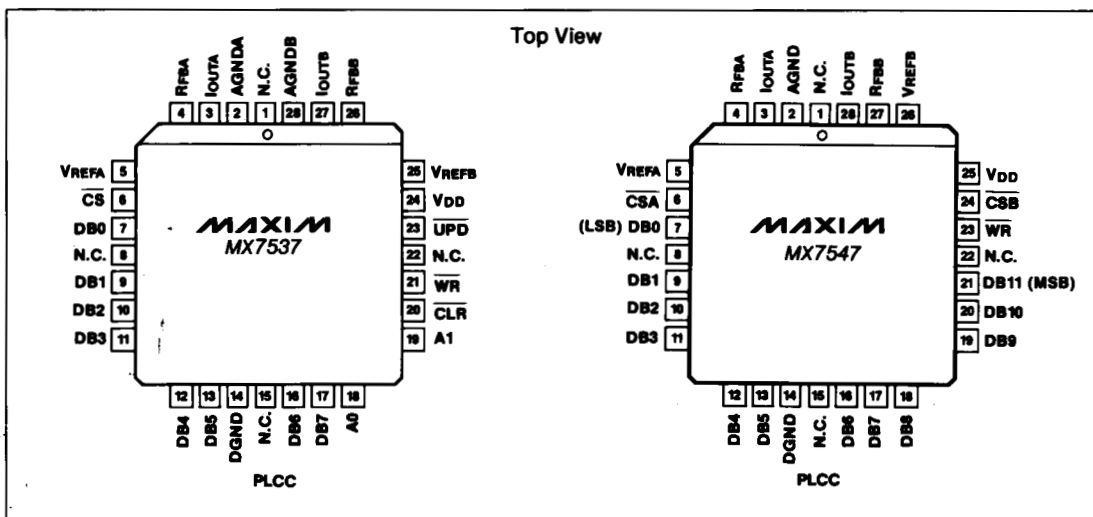 Top View
RFBA IOUTA AGNDA N.C. AGNDB IOUTB RFBB
4 3 2 1 28 27 26
VREFA 5
CS 6
DB0 7
N.C. 8
DB1 9
DB2 10
DB3 11
MAXIM
MX7537
25 VREFB
24 VDD
23 UPD
22 N.C.
21 WR
20 CLR
19 A1
12 13 14 15 16 17 18
DB4 DB5 DGND N.C. DB6 DB7 A0
PLCC
RFBA IOUTA AGND N.C. IOUTB RFBB VREFB
4 3 2 1 28 27 26
VREFA 5
CSA 6
(LSB) DB0 7
N.C. 8
DB1 9
DB2 10
DB3 11
MAXIM
MX7547
25 VDD
24 CSB
23 WR
22 N.C.
21 DB11 (MSB)
20 DB10
19 DB9
12 13 14 15 16 17 18
DB4 DB5 DGND N.C. DB6 DB7 DB8
PLCC